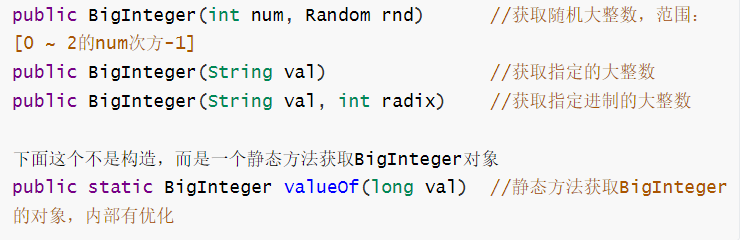 public BigInteger(int num, Random rnd) //获取随机大整数，范围：
[0 ~ 2的num次方-1]
public BigInteger(String val) //获取指定的大整数
public BigInteger(String val, int radix) //获取指定进制的大整数
下面这个不是构造，而是一个静态方法获取BigInteger对象
public static BigInteger valueOf(long val) //静态方法获取BigInteger
的对象，内部有优化